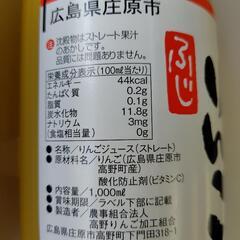 広島県庄原市
注 沈殿物はストレート果汁
のあかしです。
品質には問題ありません。
栄養成分表示(100ml当たり)
エネルギー 44kcal
たんぱく質 0.2g
脂質 0.1g
炭水化物 11.8g
ナトリウム 3mg
(食塩相当量 0g)
●名称/りんごジュース(ストレート)
●原材料名/りんご(広島県庄原市
高野町産)
酸化防止剤(ビタミンC)
●内容量/1,000ml
●賞味期限/ラベル下部に記載
●製造者/農事組合法人
高野りんご加工組合
広島県庄原市高野町下門田318-1
ふじ